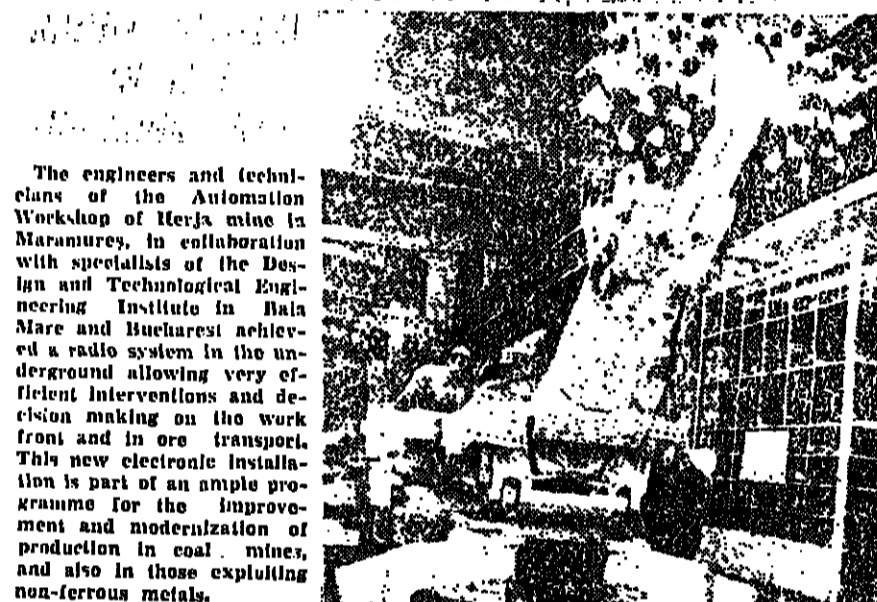 The engineers and techni-
cians of the Automation
Workshop of Herja mine in
Maramures, in collaboration
with specialists of the Des-
ign and Technological Engi-
neering Institute in Baia
Mare and Bucharest achiev-
ed a radio system in the un-
derground allowing very ef-
ficient interventions and de-
cision making on the work
front and in ore transport.
This new electronic installa-
tion is part of an ample pro-
gramme for the improve-
ment and modernization of
production in coal mines,
and also in those exploiting
non-ferrous metals.